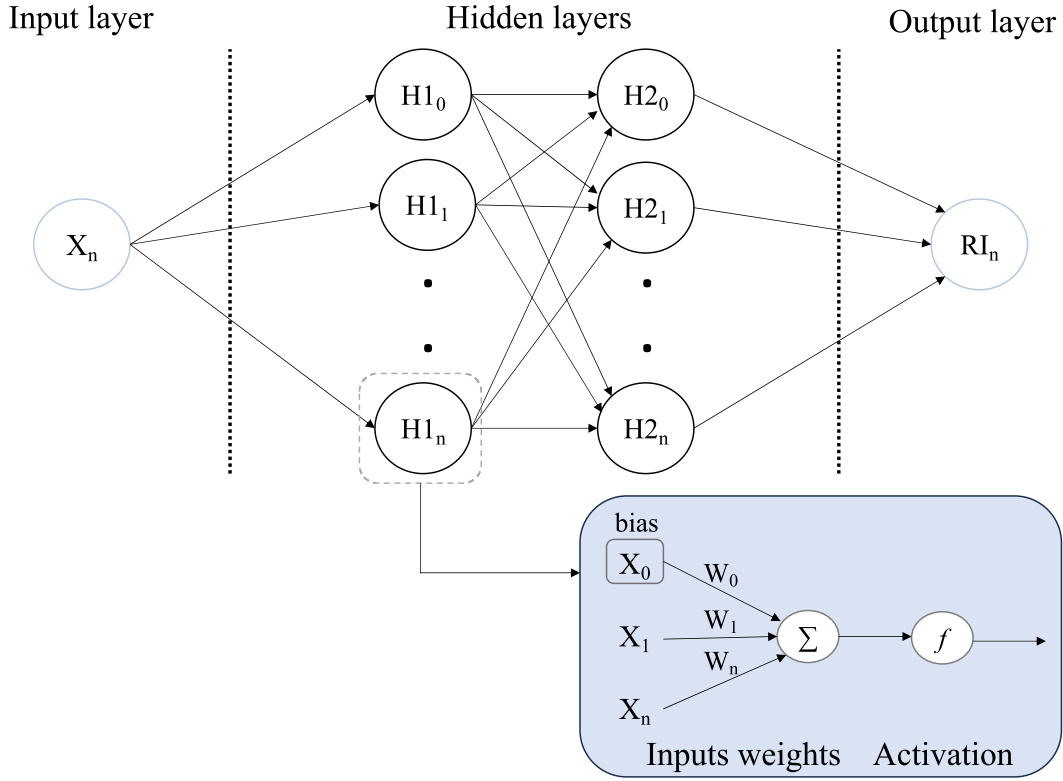 Input layer
Hidden layers
Output layer
H1₀
H2₀
H1₁
H2₁
Xₙ
RIₙ
H1ₙ
H2ₙ
bias
X₀
W₀
X₁
W₁
∑
f
Wₙ
Xₙ
Inputs weights
Activation